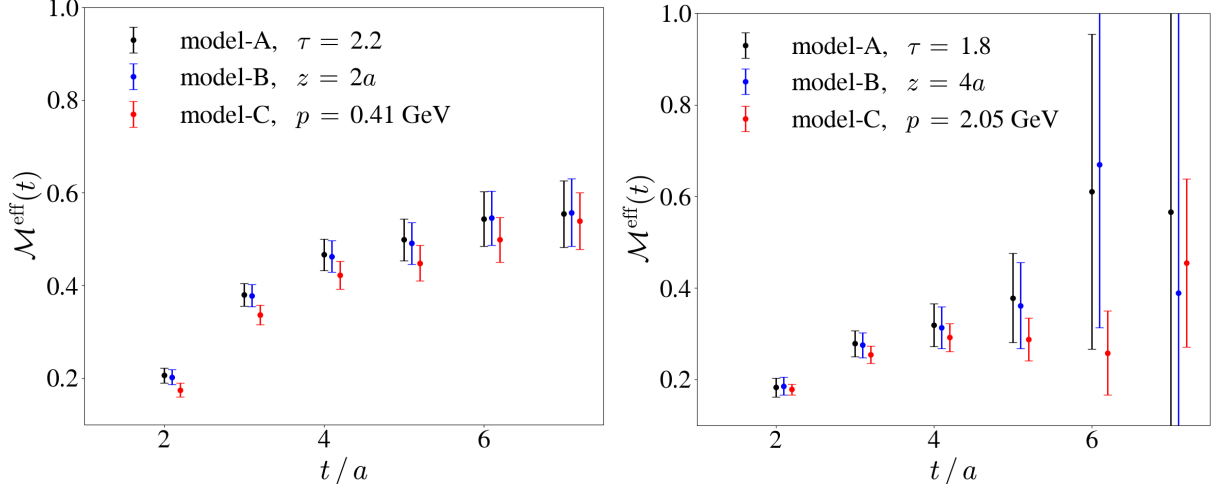 1.0
0.8
0.6
0.4
0.2
ℳ^eff(t)
model-A, τ = 2.2
model-B, z = 2a
model-C, p = 0.41 GeV
2 4 6
t / a
1.0
0.8
0.6
0.4
0.2
ℳ^eff(t)
model-A, τ = 1.8
model-B, z = 4a
model-C, p = 2.05 GeV
2 4 6
t / a